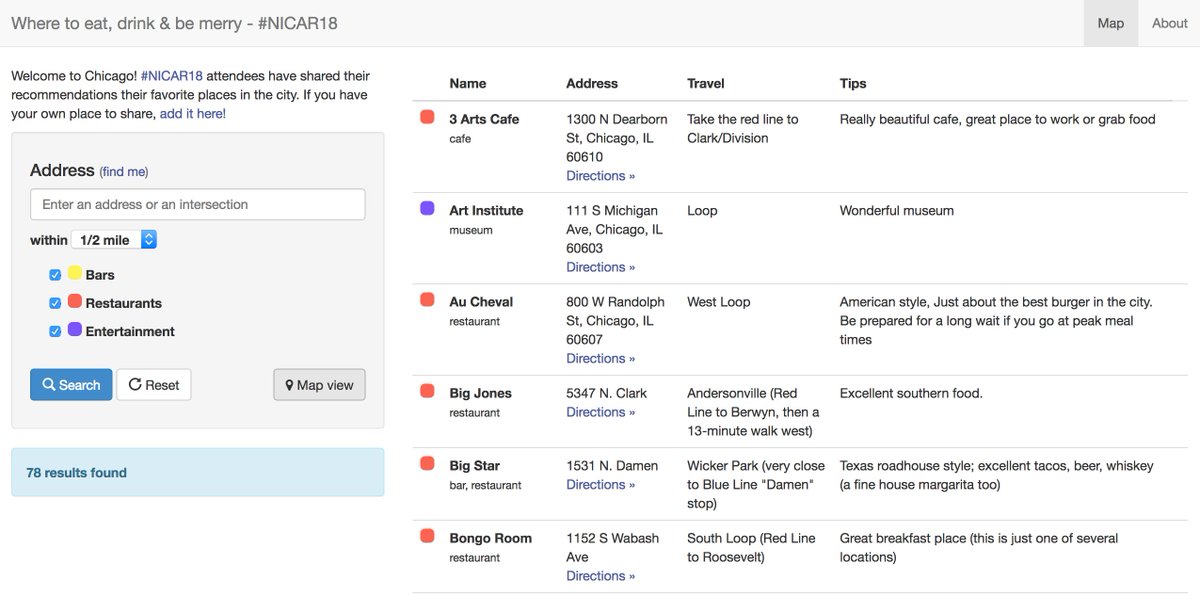 Where to eat, drink & be merry - #NICAR18
Map
About
Welcome to Chicago! #NICAR18 attendees have shared their
recommendations their favorite places in the city. If you have
your own place to share, add it here!
Address (find me)
Enter an address or an intersection
within 1/2 mile
Bars
Restaurants
Entertainment
Search
Reset
Map view
78 results found
Name Address Travel Tips
3 Arts Cafe
cafe
1300 N Dearborn
St, Chicago, IL
60610
Directions »
Take the red line to
Clark/Division
Really beautiful cafe, great place to work or grab food
Art Institute
museum
111 S Michigan
Ave, Chicago, IL
60603
Directions »
Loop
Wonderful museum
Au Cheval
restaurant
800 W Randolph
St, Chicago, IL
60607
Directions »
West Loop
American style, Just about the best burger in the city.
Be prepared for a long wait if you go at peak meal
times
Big Jones
restaurant
5347 N. Clark
Directions »
Andersonville (Red
Line to Berwyn, then a
13-minute walk west)
Excellent southern food.
Big Star
bar, restaurant
1531 N. Damen
Directions »
Wicker Park (very close
to Blue Line "Damen"
stop)
Texas roadhouse style; excellent tacos, beer, whiskey
(a fine house margarita too)
Bongo Room
restaurant
1152 S Wabash
Ave
Directions »
South Loop (Red Line
to Roosevelt)
Great breakfast place (this is just one of several
locations)